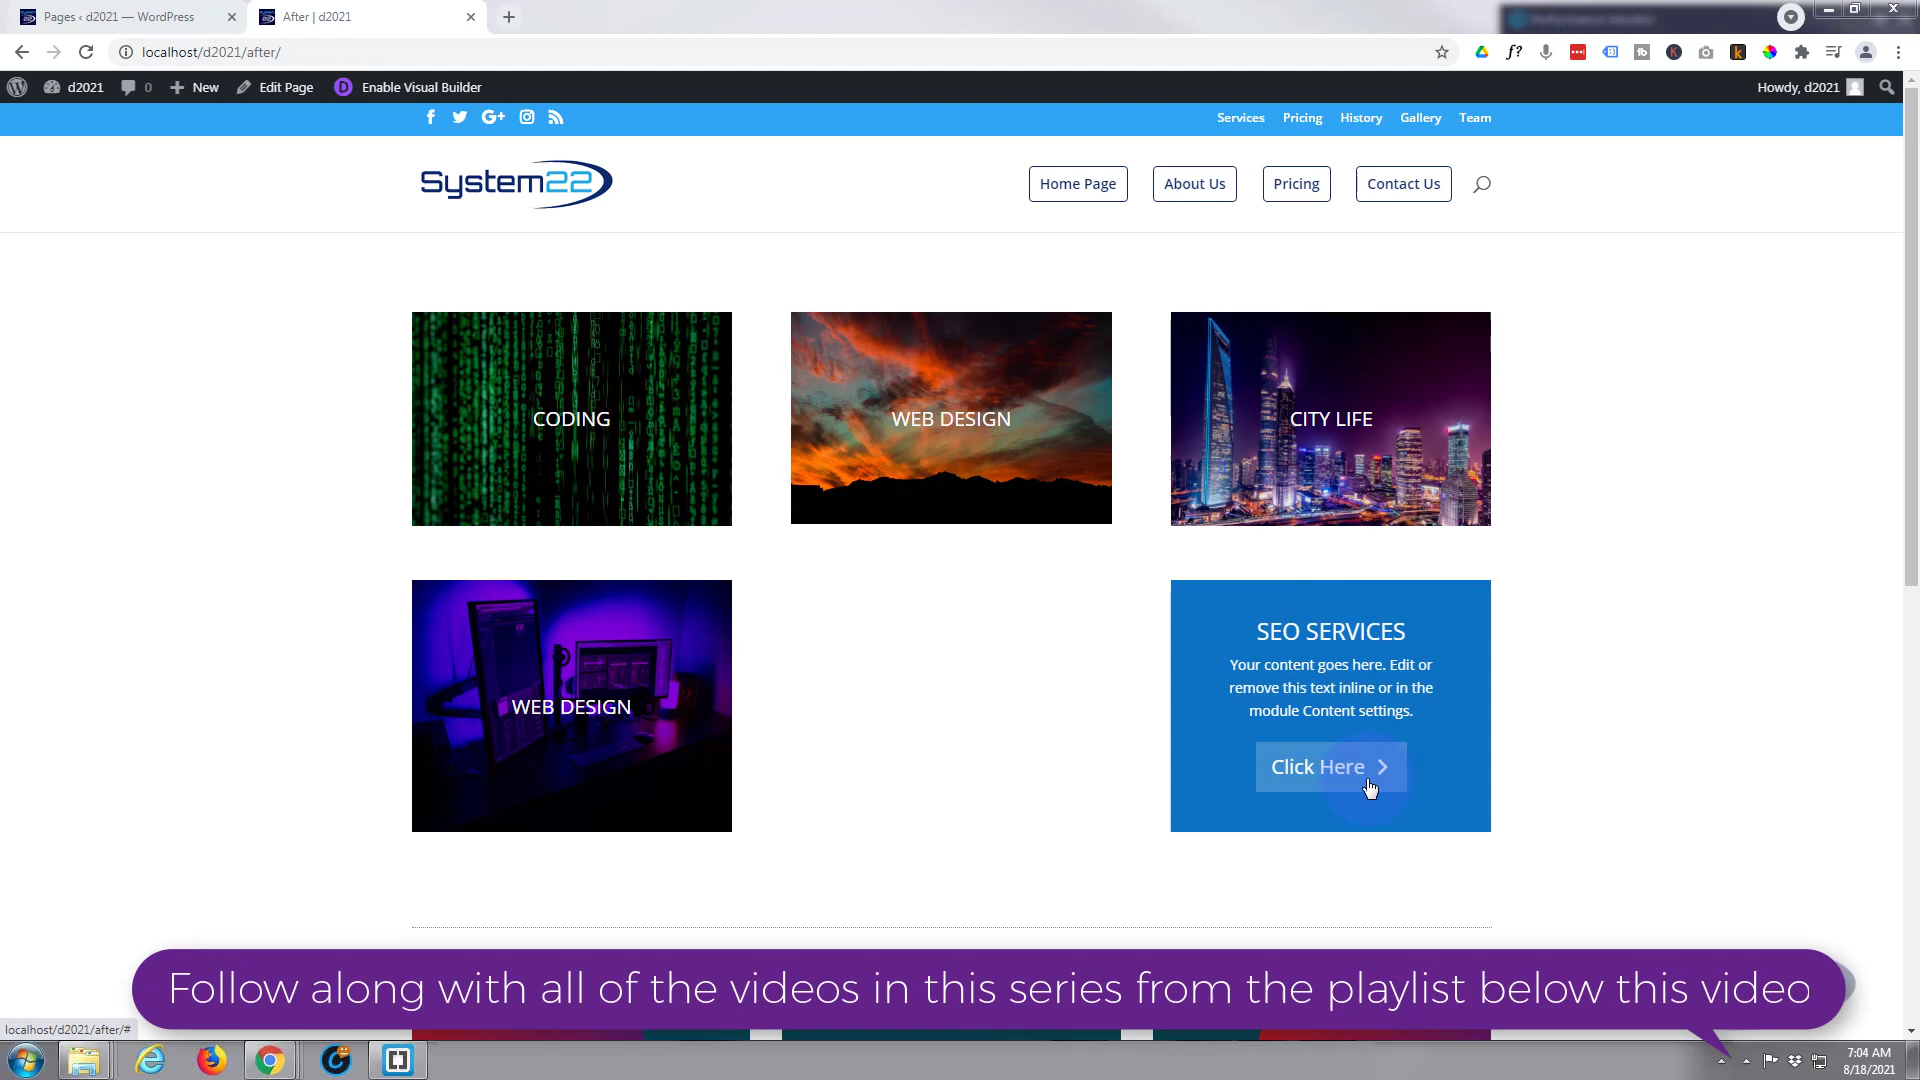 Pages ‹ d2021 — WordPress
After | d2021
localhost/d2021/after/
d2021
0
New
Edit Page
Enable Visual Builder
Howdy, d2021
Services
Pricing
History
Gallery
Team
System22
Home Page
About Us
Pricing
Contact Us
CODING
WEB DESIGN
CITY LIFE
WEB DESIGN
SEO SERVICES
Your content goes here. Edit or
remove this text inline or in the
module Content settings.
Click Here
Follow along with all of the videos in this series from the playlist below this video
localhost/d2021/after/#
7:04 AM
8/18/2021